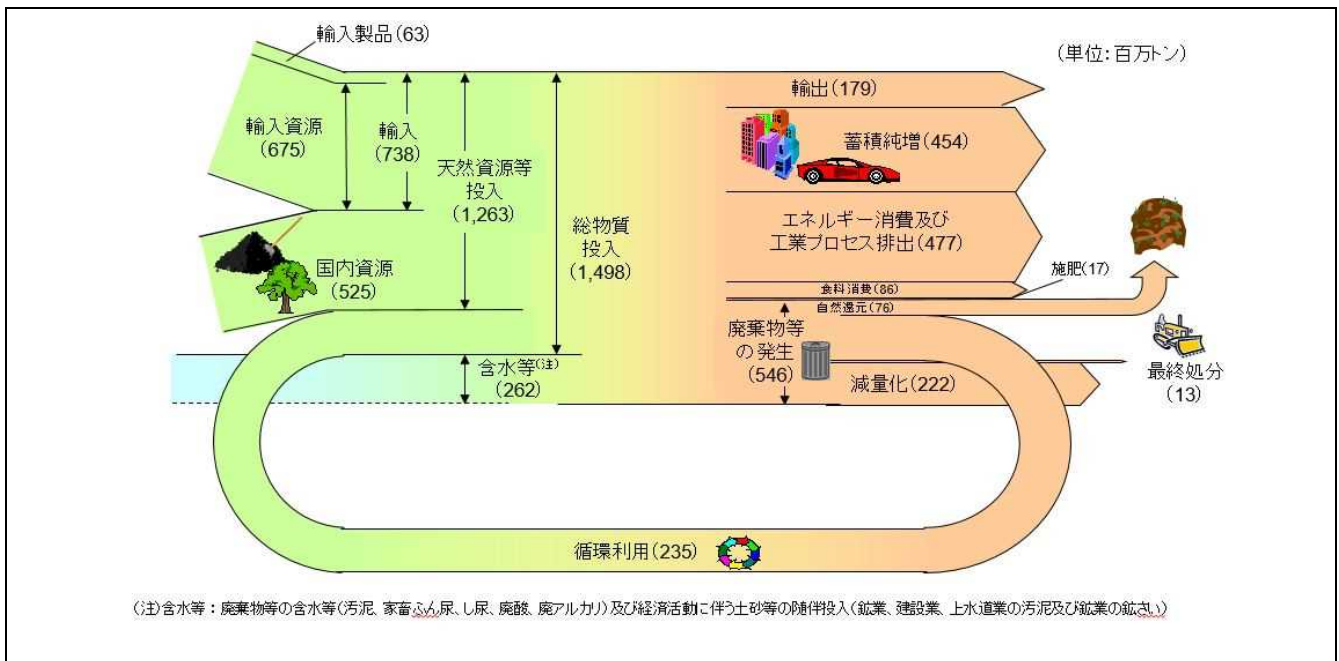 輸入製品(63)
(単位:百万トン)
輸入資源
(675)
輸入
(738)
天然資源等
投入
(1,263)
総物質
投入
(1,498)
国内資源
(525)
含水等(注)
(262)
輸出(179)
蓄積純増(454)
エネルギー消費及び
工業プロセス排出(477)
食料消費(86)
施肥(17)
自然還元(76)
廃棄物等
の発生
(546)
減量化(222)
最終処分
(13)
循環利用(235)
(注)含水等:廃棄物等の含水等(汚泥、家畜ふん尿、し尿、廃酸、廃アルカリ)及び経済活動に伴う土砂等の随伴投入(鉱業、建設業、上水道業の汚泥及び鉱業の鉱さい)